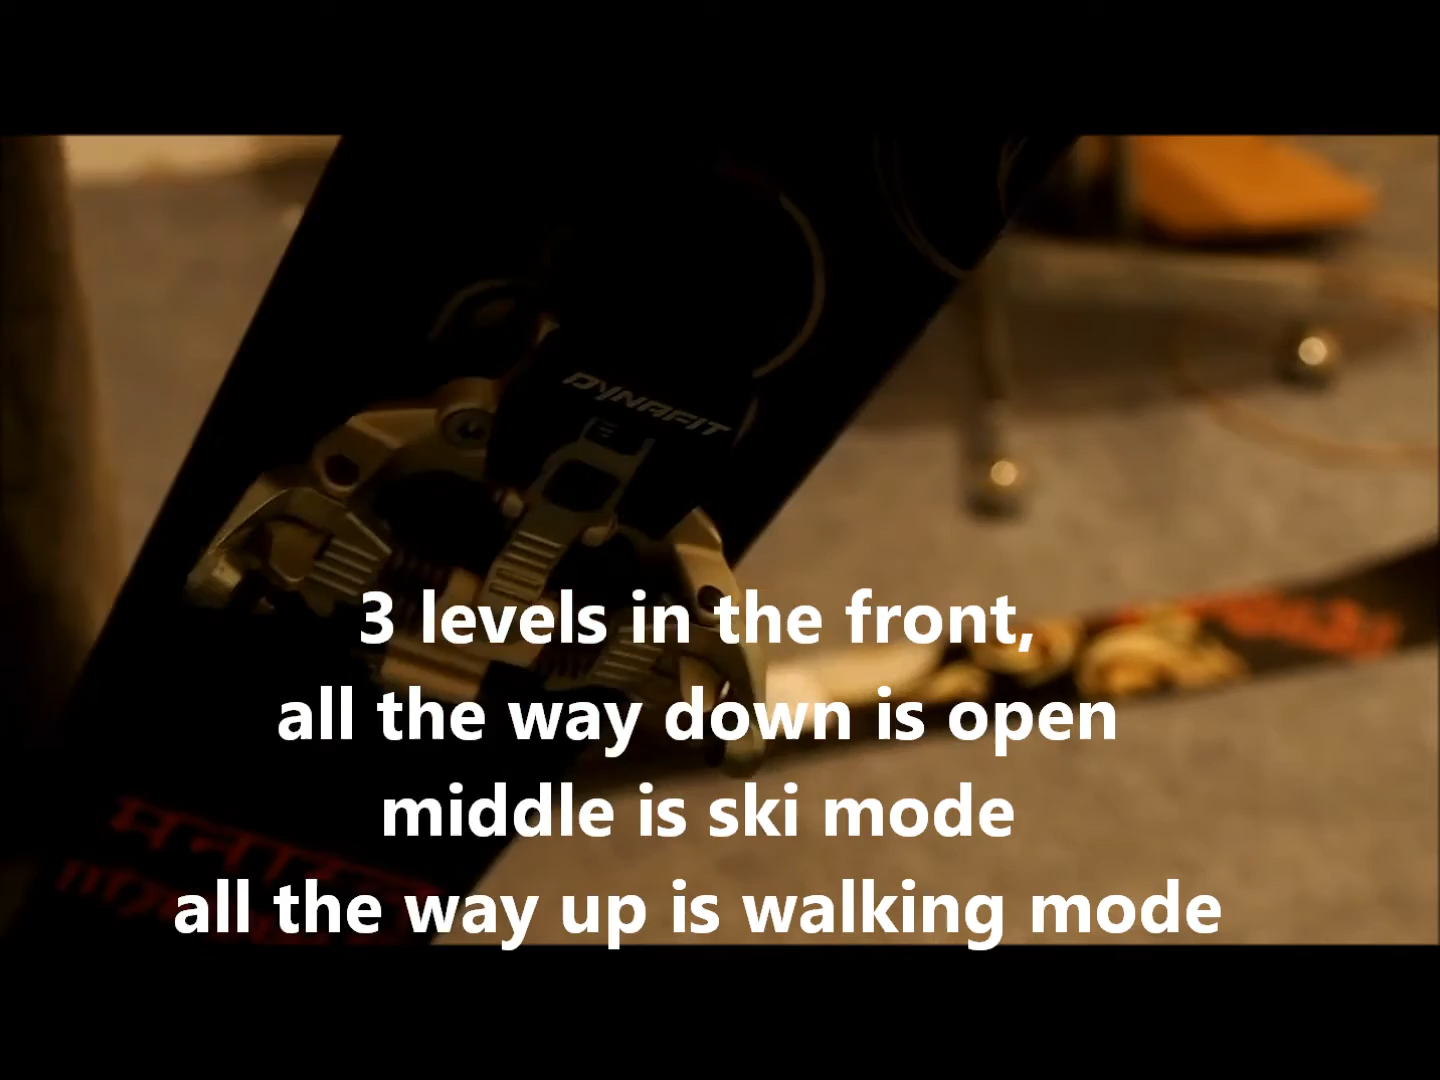 DYNAFIT
3 levels in the front,
all the way down is open
middle is ski mode
all the way up is walking mode